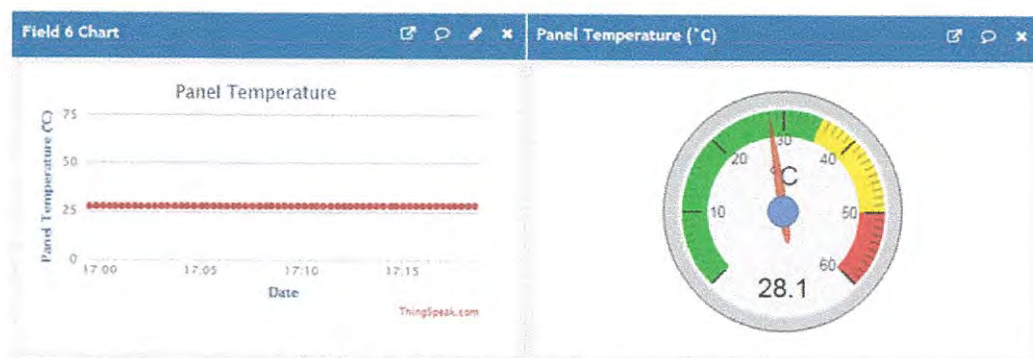 Field 6 Chart
Panel Temperature
Panel Temperature (°C)
75
50
25
0
17:00
17:05
17:10
17:15
Date
ThingSpeak.com
Panel Temperature (°C)
10
20
30
40
50
60
°C
28.1